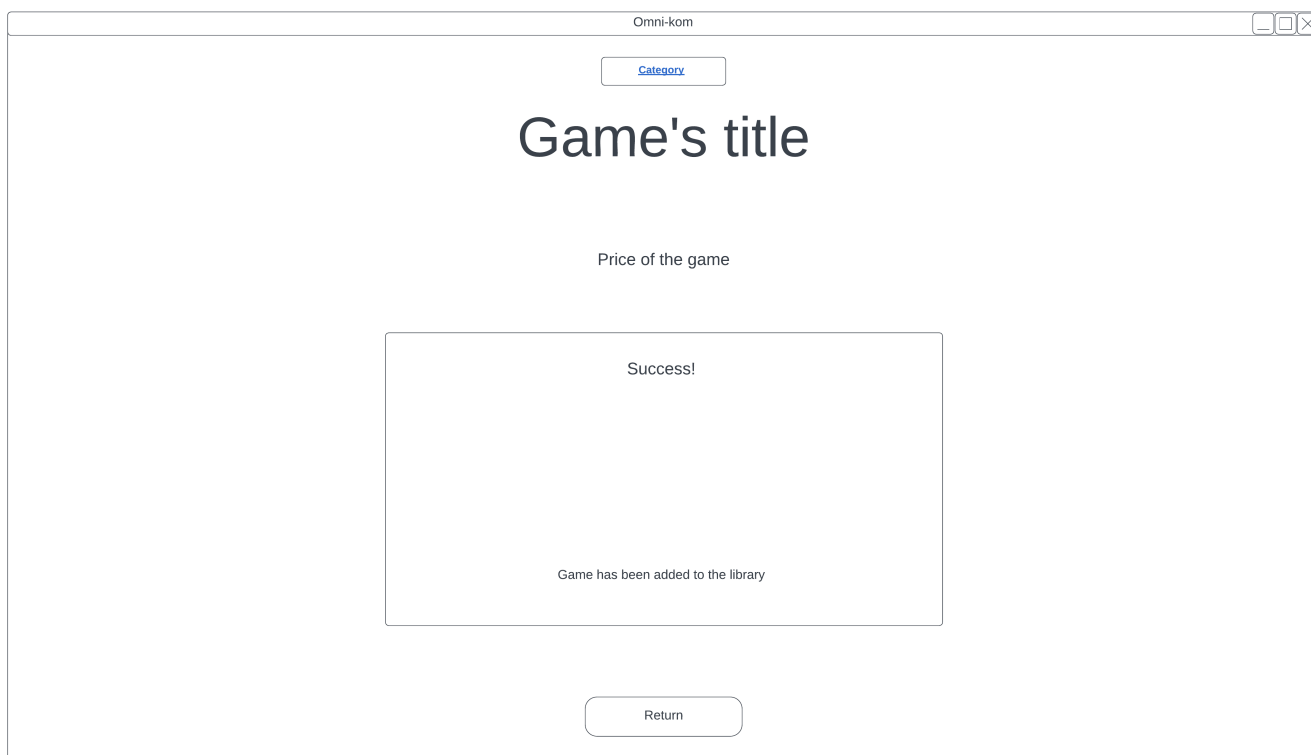 Omni-kom
Category
Game's title
Price of the game
Success!
Game has been added to the library
Return